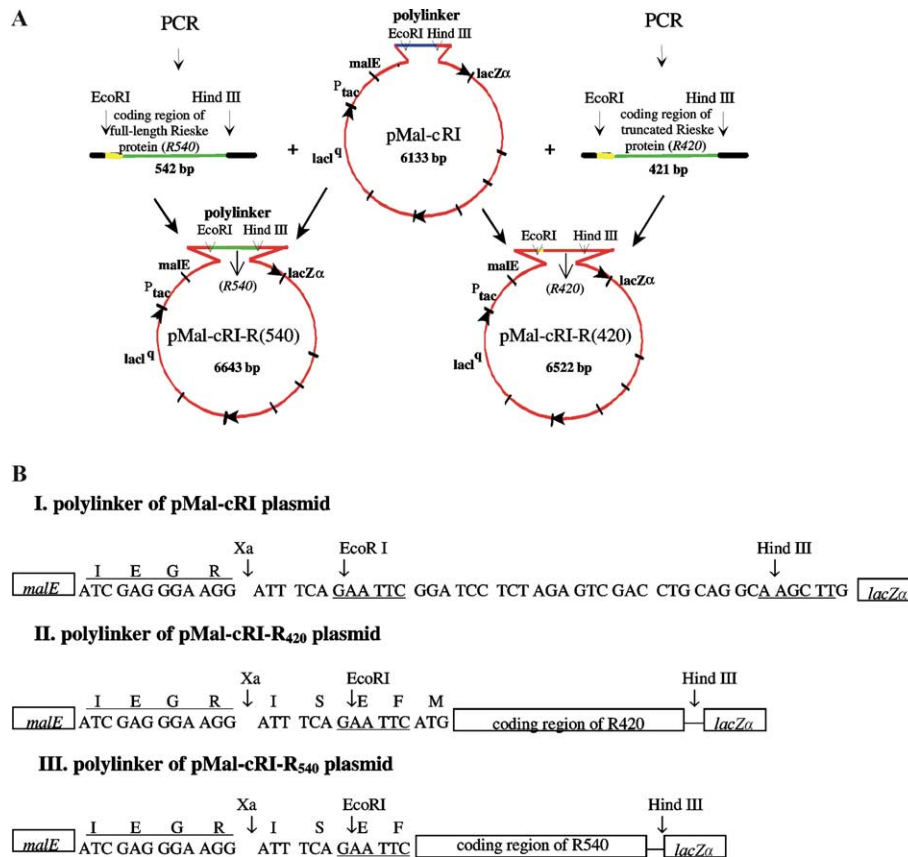 A
PCR
EcoRI Hind III
coding region of
full-length Rieske
protein (R540)
542 bp
+
polylinker
EcoRI Hind III
malE
lacZα
Ptac
pMal-cRI
6133 bp
lacI q
+
PCR
EcoRI Hind III
coding region of
truncated Rieske
protein (R420)
421 bp
polylinker
EcoRI Hind III
malE
lacZα
(R540)
Ptac
pMal-cRI-R(540)
lacI q
6643 bp
EcoRI Hind III
malE
lacZα
(R420)
Ptac
pMal-cRI-R(420)
lacI q
6522 bp
B
I. polylinker of pMal-cRI plasmid
Xa EcoR I Hind III
I E G R
malE ATC GAG GGA AGG ATT TCA GAA TTC GGA TCC TCT AGA GTC GAC CTG CAG GCA AGC TTG lacZα
II. polylinker of pMal-cRI-R420 plasmid
Xa EcoRI Hind III
I E G R I S E F M
malE ATC GAG GGA AGG ATT TCA GAA TTC ATG coding region of R420 lacZα
III. polylinker of pMal-cRI-R540 plasmid
Xa EcoRI Hind III
I E G R I S E F
malE ATC GAG GGA AGG ATT TCA GAA TTC coding region of R540 lacZα